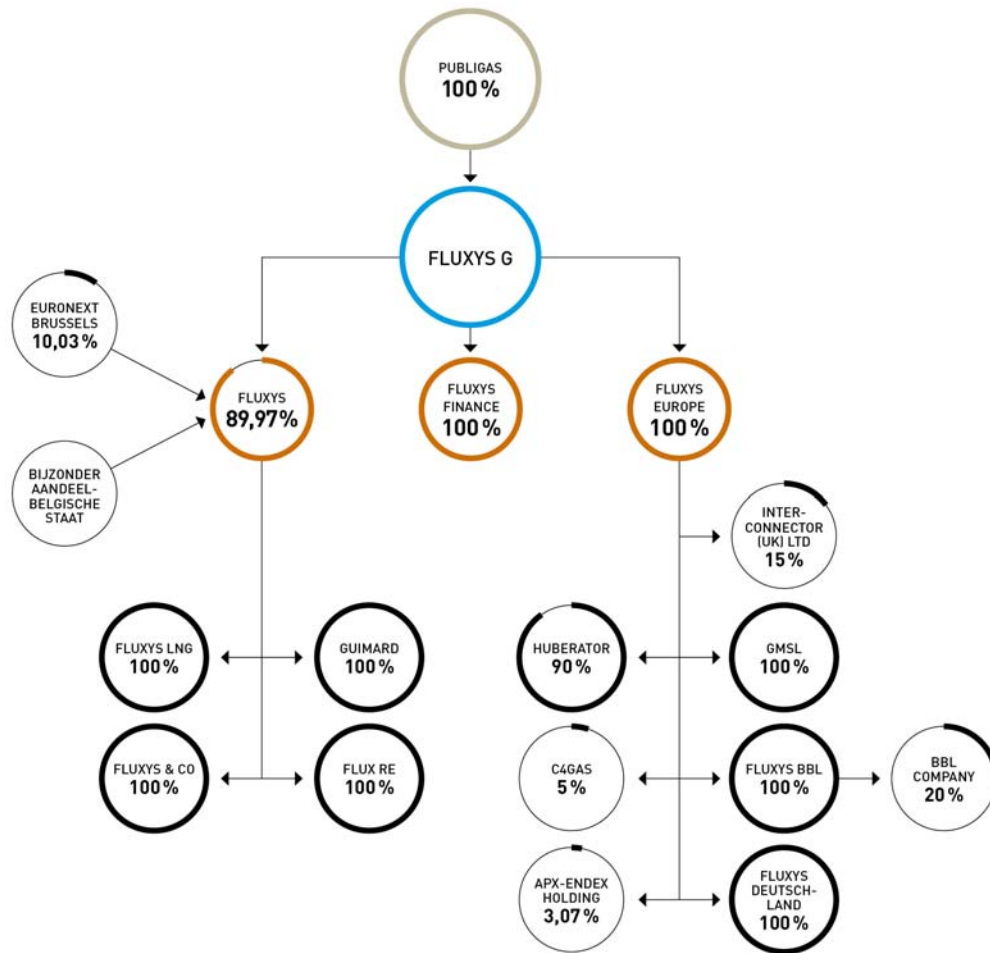 PUBLIGAS
100 %
FLUXYS G
EURONEXT
BRUSSELS
10,03 %
FLUXYS
89,97%
FLUXYS
FINANCE
100 %
FLUXYS
EUROPE
100 %
BIJZONDER
AANDEEL-
BELGISCHE
STAAT
INTER-
CONNECTOR
(UK) LTD
15 %
FLUXYS LNG
100 %
GUIMARD
100 %
HUBERATOR
90 %
GMSL
100 %
FLUXYS & CO
100 %
FLUX RE
100 %
C4GAS
5 %
FLUXYS BBL
100 %
BBL
COMPANY
20 %
APX-ENDEX
HOLDING
3,07 %
FLUXYS
DEUTSCH-
LAND
100 %